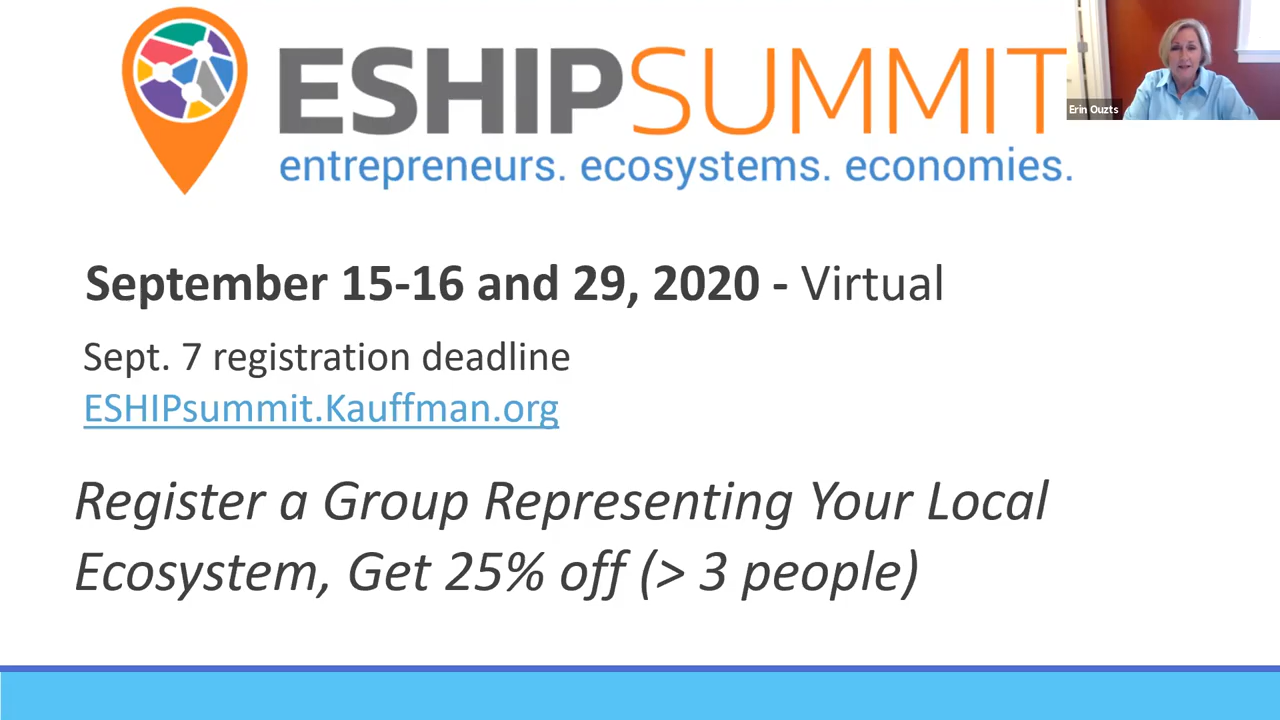 ESHIPSUMMIT
entrepreneurs. ecosystems. economies.
Erin Ouzts
September 15-16 and 29, 2020 - Virtual
Sept. 7 registration deadline
ESHIPsummit.Kauffman.org
Register a Group Representing Your Local
Ecosystem, Get 25% off (> 3 people)